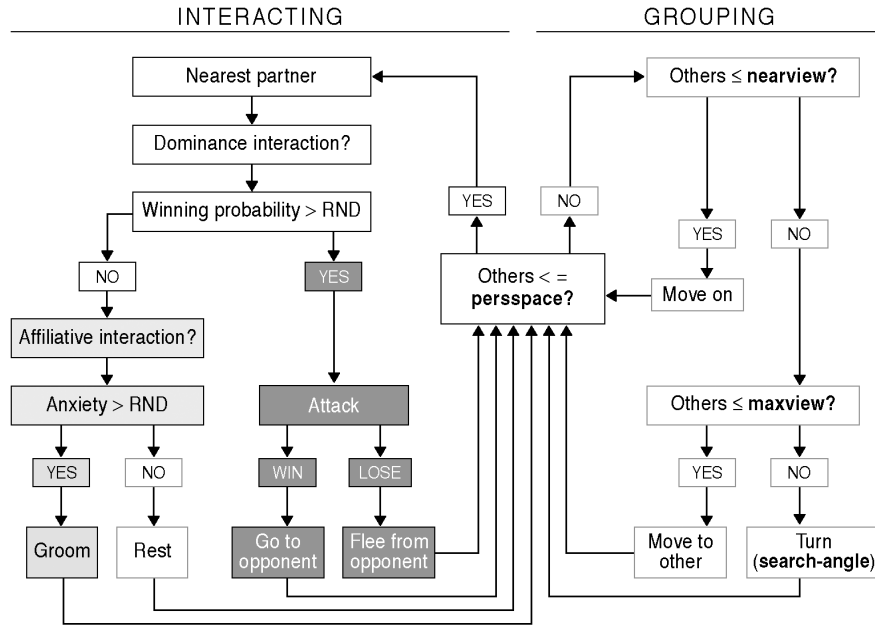 INTERACTING
GROUPING
Nearest partner
Dominance interaction?
Winning probability > RND
NO
YES
Affiliative interaction?
Anxiety > RND
YES
NO
Groom
Rest
Attack
WIN
LOSE
Go to
opponent
Flee from
opponent
YES
NO
Others < =
persspace?
Others ≤ nearview?
YES
NO
Move on
Others ≤ maxview?
YES
NO
Move to
other
Turn
(search-angle)